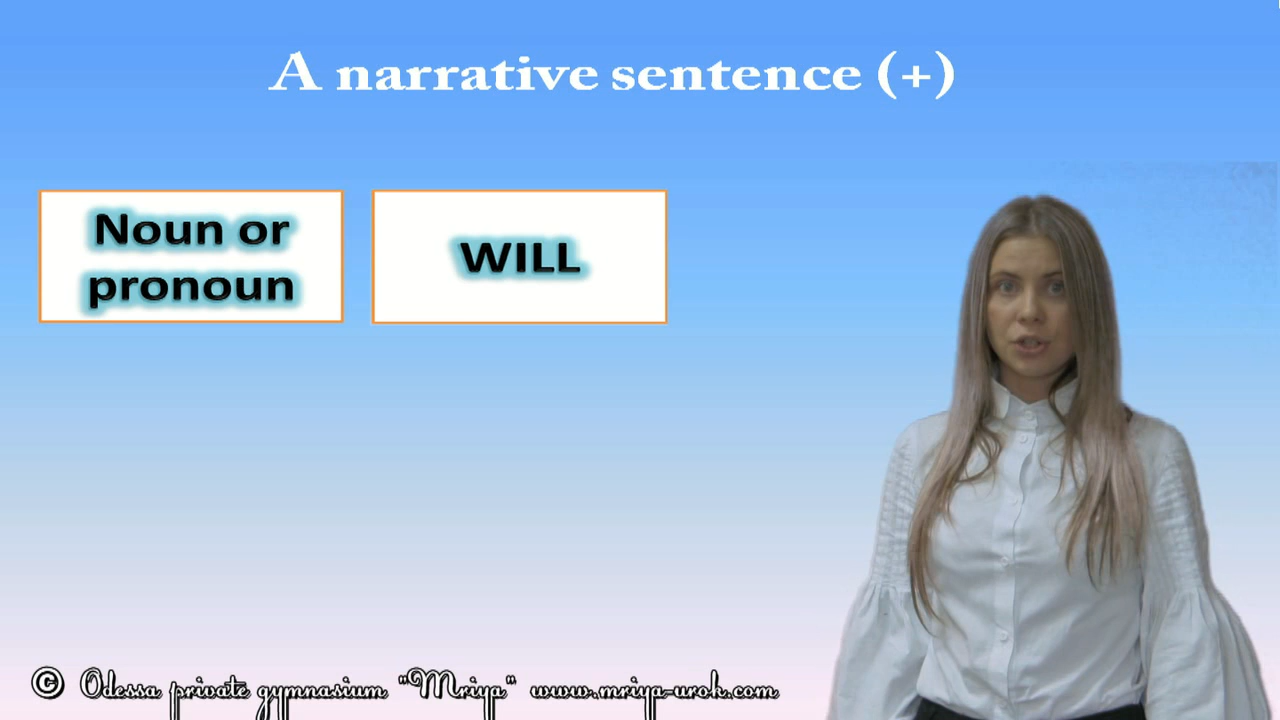 A narrative sentence (+)
Noun or
pronoun
WILL
© Odessa private gymnasium "Mriya" www.mriya-urok.com